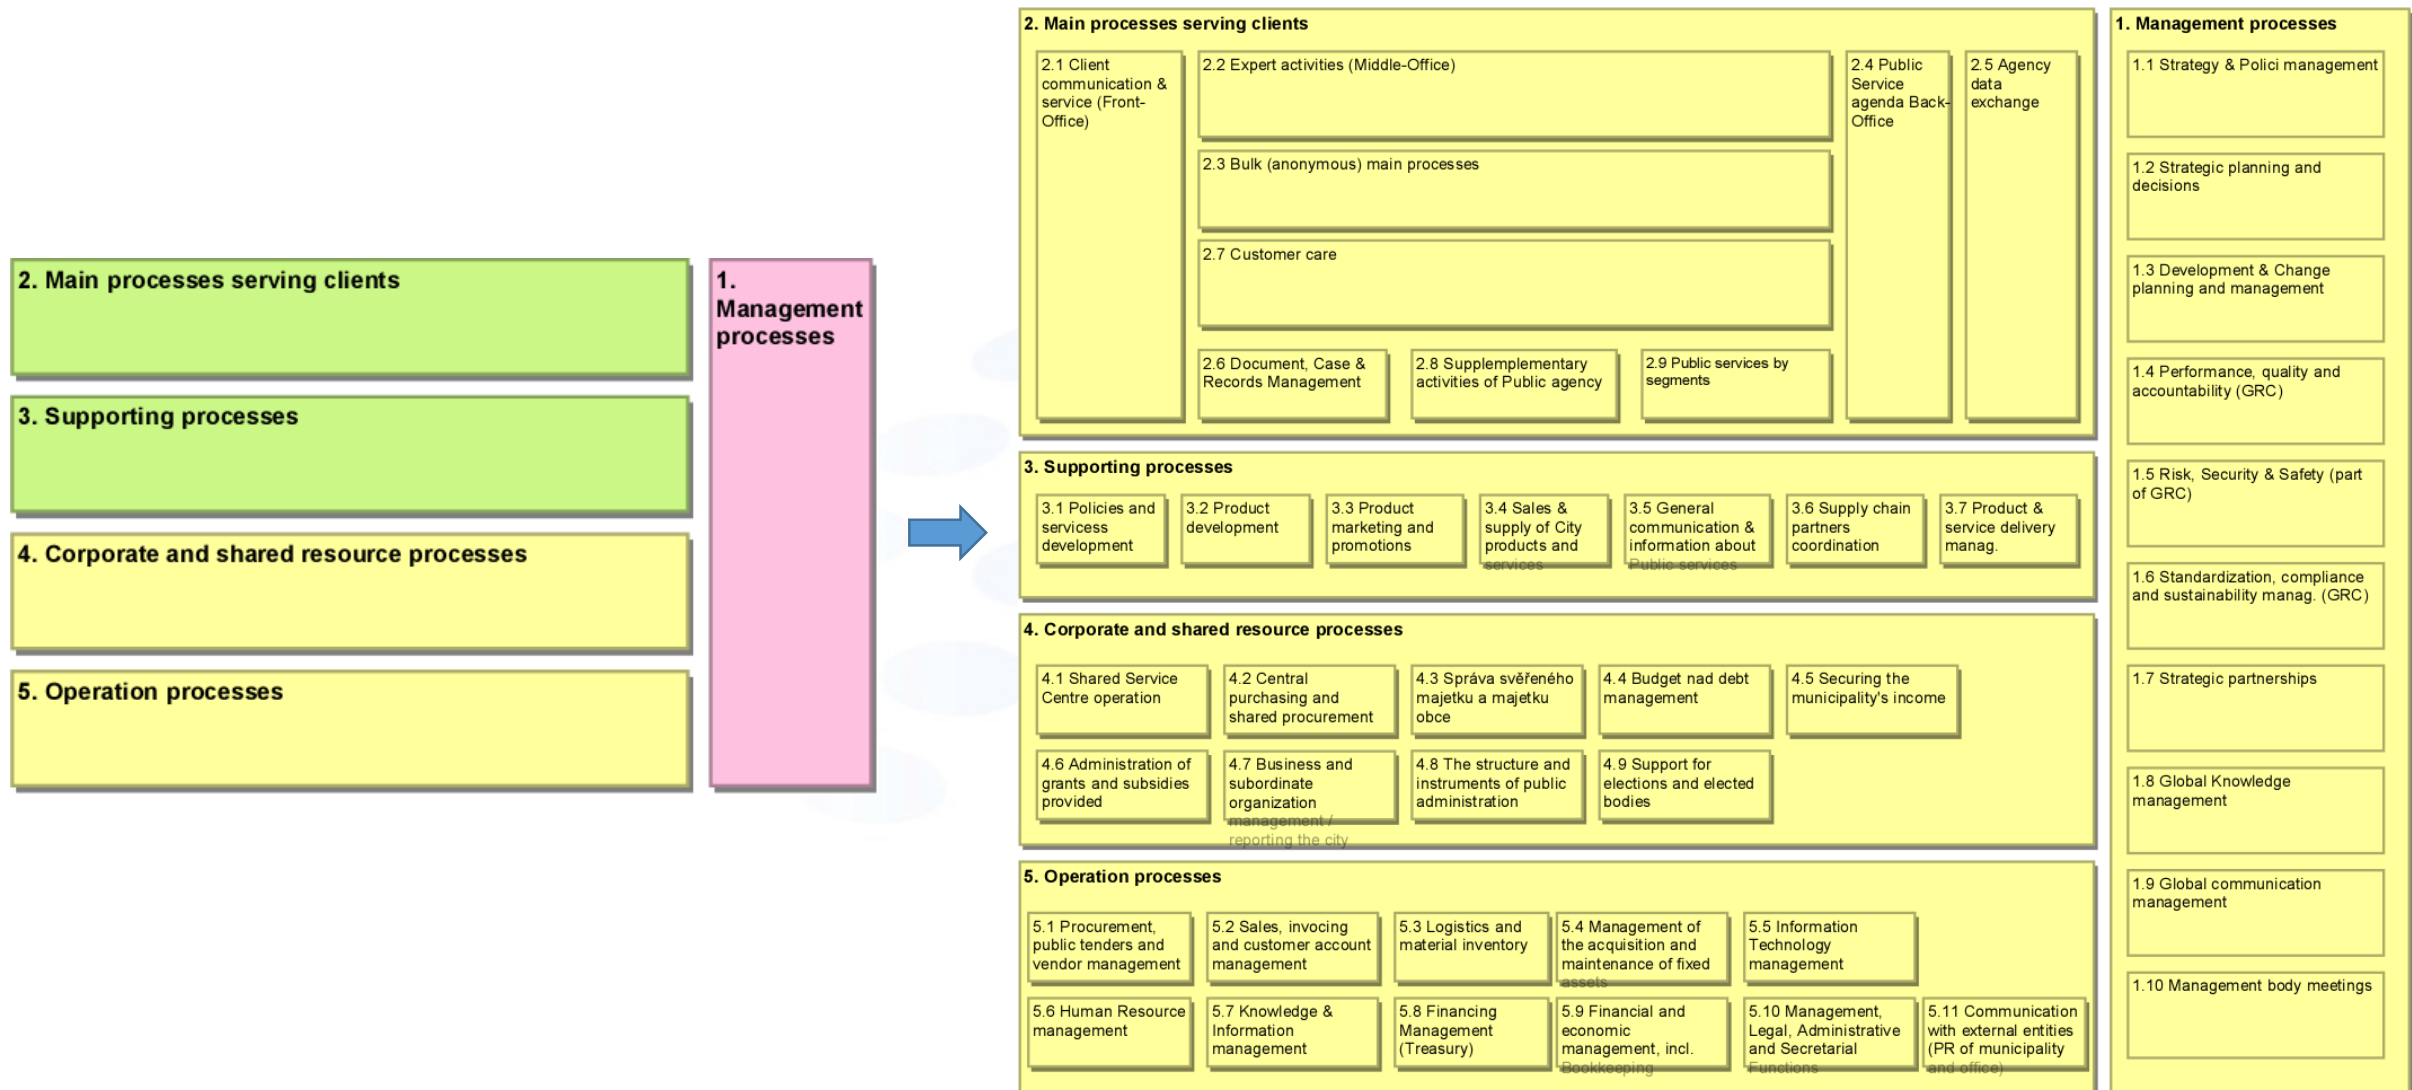 2. Main processes serving clients
3. Supporting processes
4. Corporate and shared resource processes
5. Operation processes
1.
Management
processes
2. Main processes serving clients
2.1 Client
communication &
service (Front-
Office)
2.2 Expert activities (Middle-Office)
2.3 Bulk (anonymous) main processes
2.7 Customer care
2.6 Document, Case &
Records Management
2.8 Supplemplementary
activities of Public agency
2.9 Public services by
segments
2.4 Public
Service
agenda Back-
Office
2.5 Agency
data
exchange
3. Supporting processes
3.1 Policies and
servicess
development
3.2 Product
development
3.3 Product
marketing and
promotions
3.4 Sales &
supply of City
products and
services
3.5 General
communication &
information about
Public services
3.6 Supply chain
partners
coordination
3.7 Product &
service delivery
manag.
4. Corporate and shared resource processes
4.1 Shared Service
Centre operation
4.2 Central
purchasing and
shared procurement
4.3 Správa svěřeného
majetku a majetku
obce
4.4 Budget nad debt
management
4.5 Securing the
municipality's income
4.6 Administration of
grants and subsidies
provided
4.7 Business and
subordinate
organization
management /
reporting the city
4.8 The structure and
instruments of public
administration
4.9 Support for
elections and elected
bodies
5. Operation processes
5.1 Procurement,
public tenders and
vendor management
5.2 Sales, invocing
and customer account
management
5.3 Logistics and
material inventory
5.4 Management of
the acquisition and
maintenance of fixed
assets
5.5 Information
Technology
management
5.6 Human Resource
management
5.7 Knowledge &
Information
management
5.8 Financing
Management
(Treasury)
5.9 Financial and
economic
management, incl.
Bookkeeping
5.10 Management,
Legal, Administrative
and Secretarial
Functions
5.11 Communication
with external entities
(PR of municipality
and office)
1. Management processes
1.1 Strategy & Polici management
1.2 Strategic planning and
decisions
1.3 Development & Change
planning and management
1.4 Performance, quality and
accountability (GRC)
1.5 Risk, Security & Safety (part
of GRC)
1.6 Standardization, compliance
and sustainability manag. (GRC)
1.7 Strategic partnerships
1.8 Global Knowledge
management
1.9 Global communication
management
1.10 Management body meetings